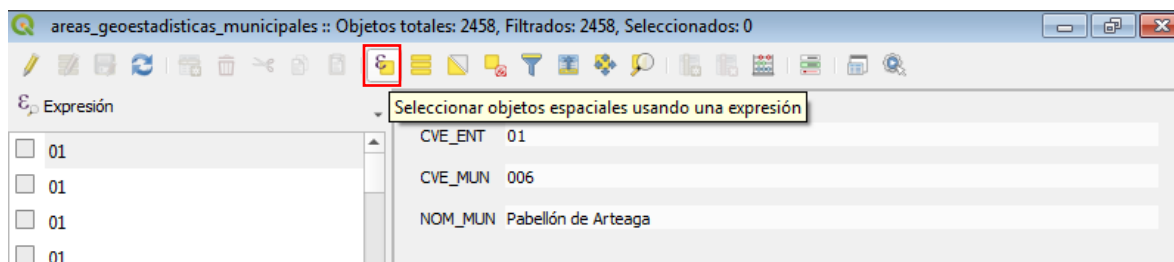 areas_geoestadisticas_municipales :: Objetos totales: 2458, Filtrados: 2458, Seleccionados: 0
Expresión
Seleccionar objetos espaciales usando una expresión
01
CVE_ENT 01
01
CVE_MUN 006
01
NOM_MUN Pabellón de Arteaga
01